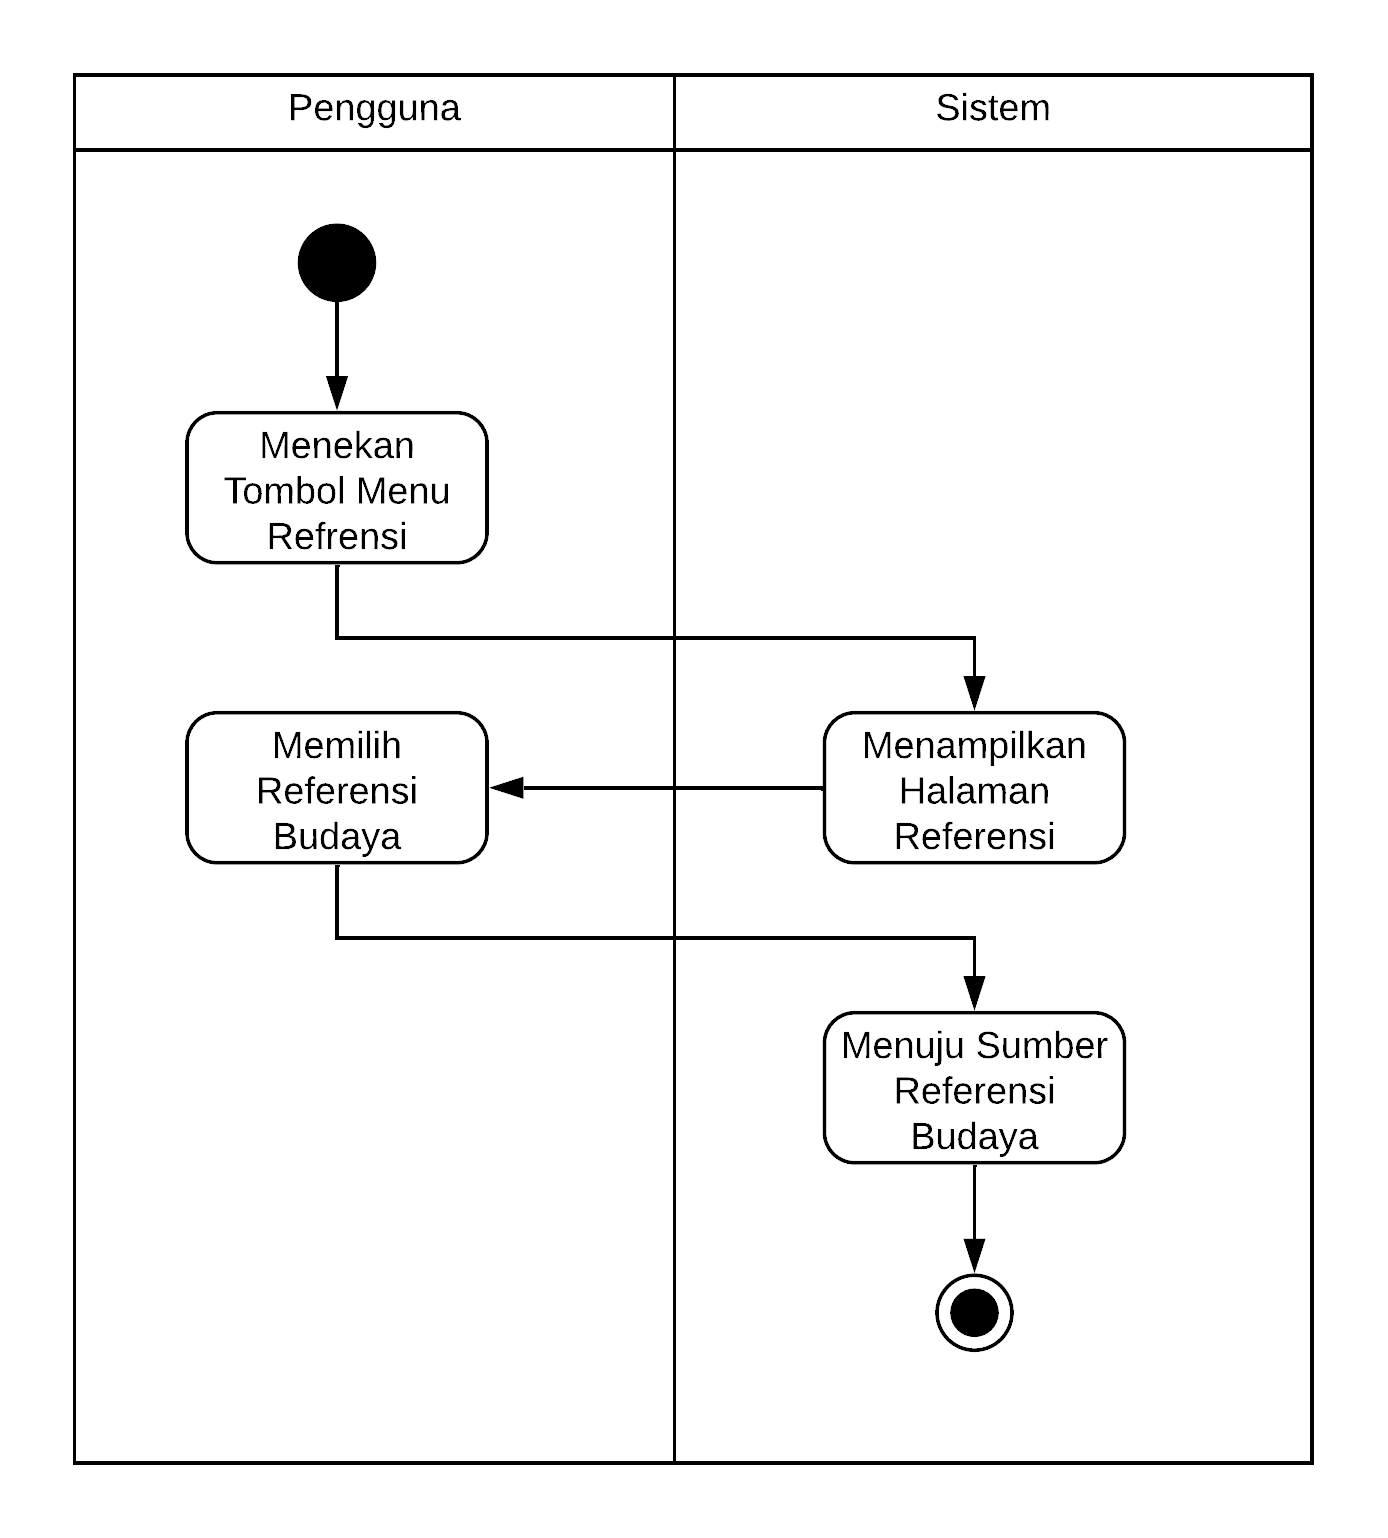 Pengguna
Sistem
Menekan
Tombol Menu
Refrensi
Menampilkan
Halaman
Referensi
Memilih
Referensi
Budaya
Menuju Sumber
Referensi
Budaya